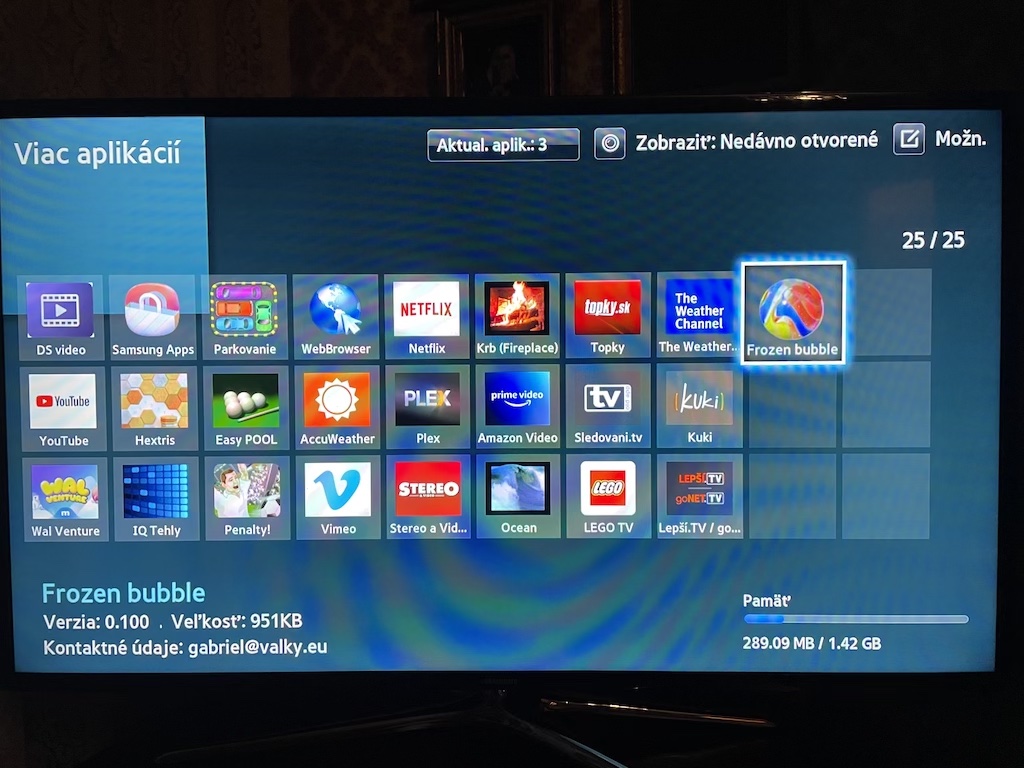 Viac aplikácií
Aktual. aplik.: 3
Zobraziť: Nedávno otvorené
Možn.
25 / 25
NETFLIX
topky.sk
The
Weather
Channel
DS video
Samsung Apps
Parkovanie
WebBrowser
Netflix
Krb (Fireplace)
Topky
The Weather...
Frozen bubble
YouTube
PLEX
prime video
tv
kuki
YouTube
Hextris
Easy POOL
AccuWeather
Plex
Amazon Video
Sledovani.tv
Kuki
WAL
VENTURE
STEREO
LEGO
LEPŠÍ.TV
goNET.TV
Wal Venture
IQ Tehly
Penalty!
Vimeo
Stereo a Vid...
Ocean
LEGO TV
Lepší.TV / go...
Frozen bubble
Verzia: 0.100 . Veľkosť: 951KB
Kontaktné údaje: gabriel@valky.eu
Pamäť
289.09 MB / 1.42 GB